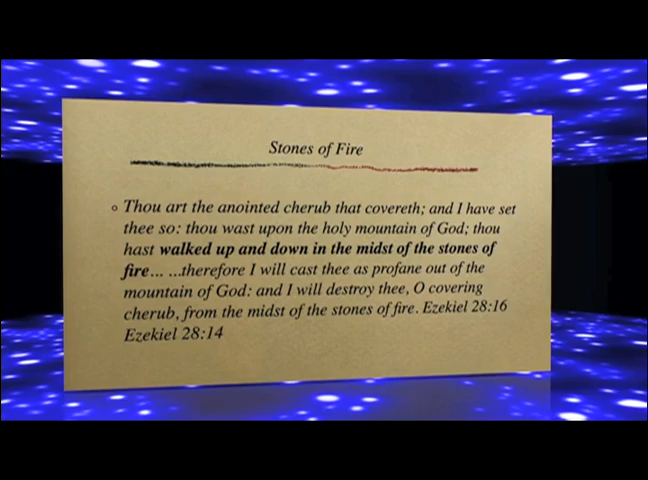 Stones of Fire
Thou art the anointed cherub that covereth; and I have set
thee so: thou wast upon the holy mountain of God; thou
hast walked up and down in the midst of the stones of
fire... ...therefore I will cast thee as profane out of the
mountain of God: and I will destroy thee, O covering
cherub, from the midst of the stones of fire. Ezekiel 28:16
Ezekiel 28:14